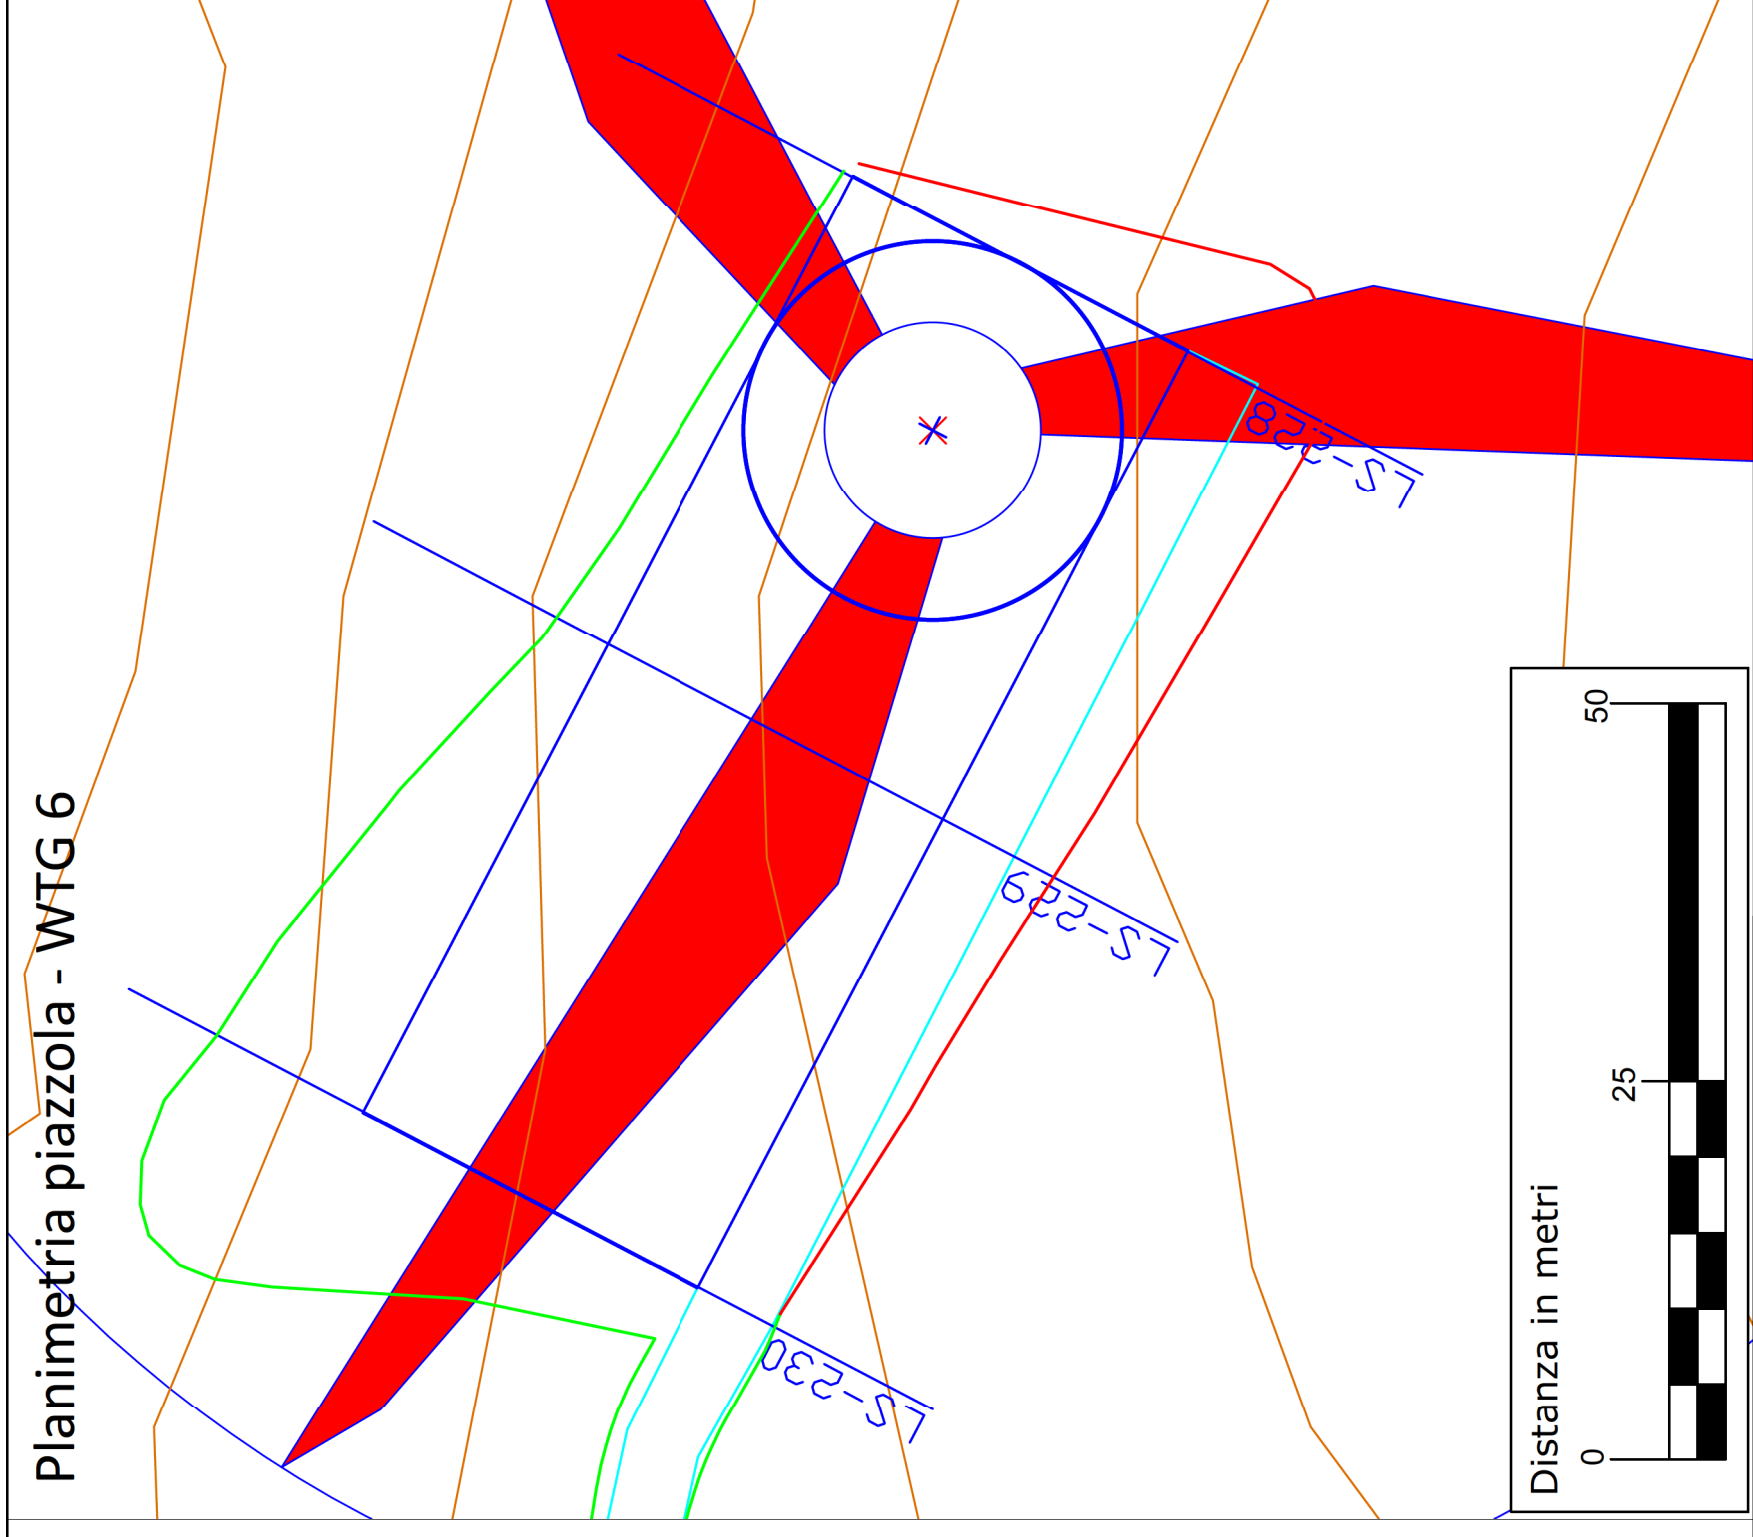 Planimetria piazzola - WTG 6
LS-228
LS-229
LS-230
Distanza in metri
0
25
50